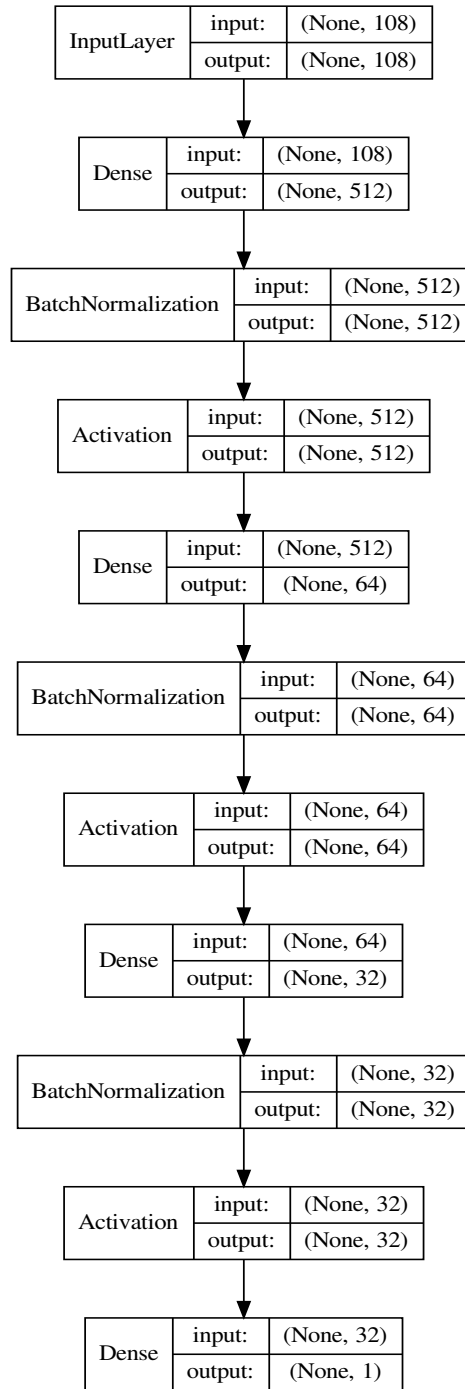 InputLayer input: (None, 108)
output: (None, 108)
Dense input: (None, 108)
output: (None, 512)
BatchNormalization input: (None, 512)
output: (None, 512)
Activation input: (None, 512)
output: (None, 512)
Dense input: (None, 512)
output: (None, 64)
BatchNormalization input: (None, 64)
output: (None, 64)
Activation input: (None, 64)
output: (None, 64)
Dense input: (None, 64)
output: (None, 32)
BatchNormalization input: (None, 32)
output: (None, 32)
Activation input: (None, 32)
output: (None, 32)
Dense input: (None, 32)
output: (None, 1)